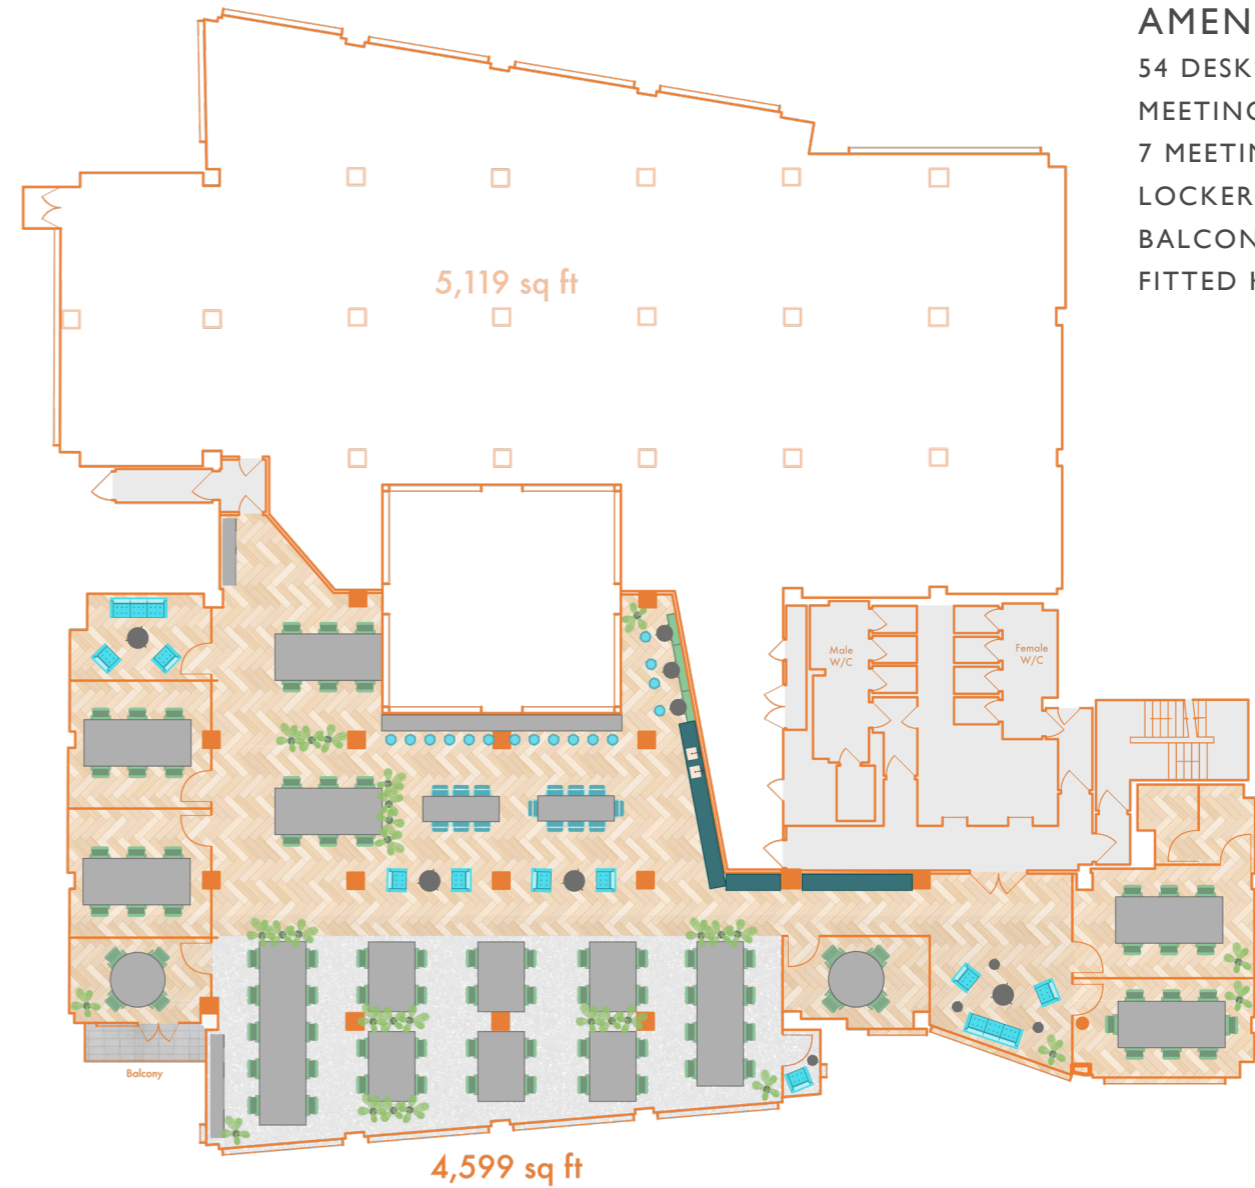 AMEN
54 DESK
MEETING
7 MEETIN
LOCKER
BALCON
FITTED
5,119 sq ft
Male
W/C
Female
W/C
Balcony
4,599 sq ft